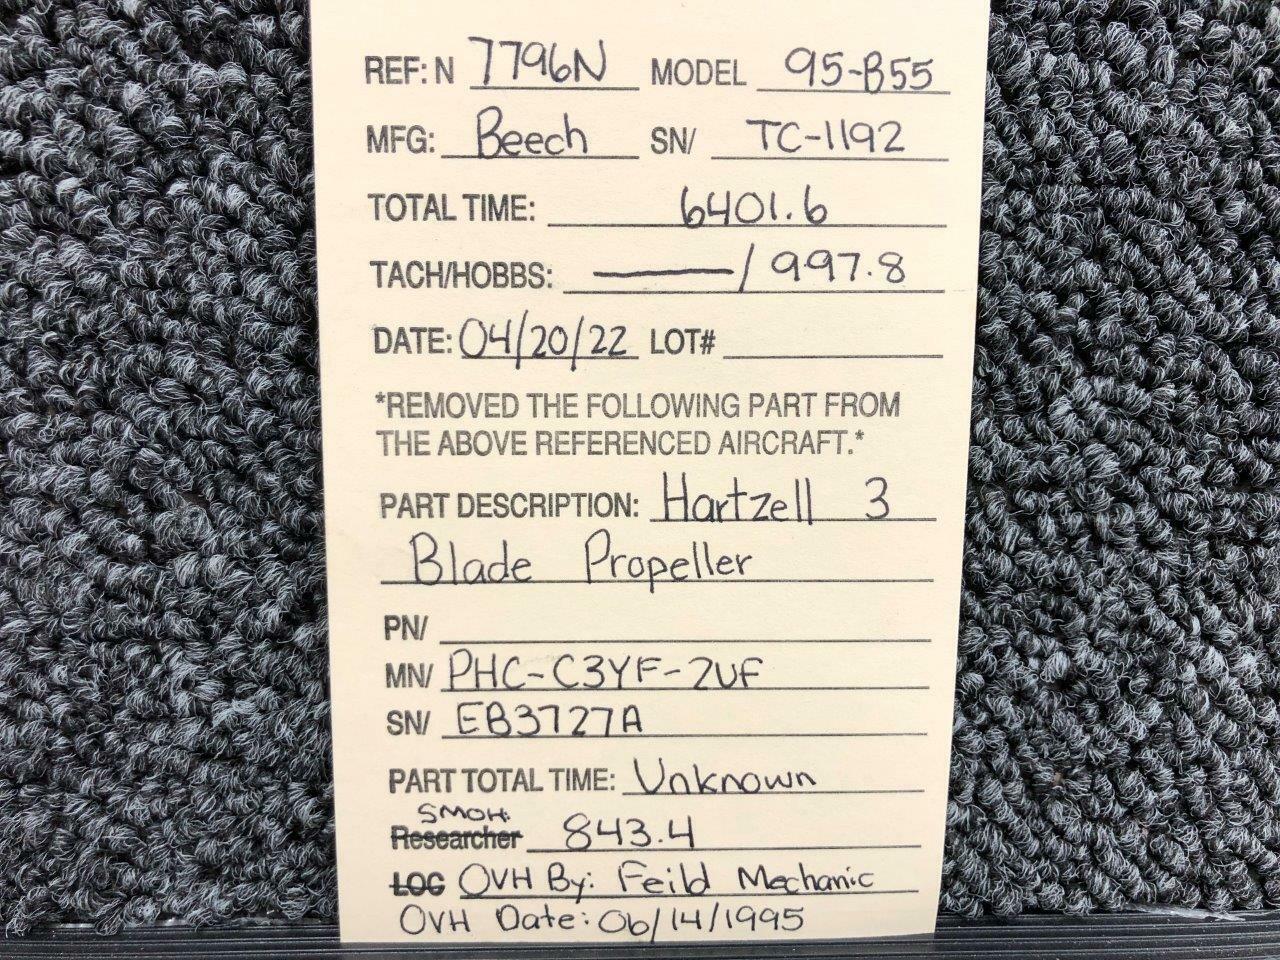 REF: N 7796N MODEL 95-B55
MFG: Beech SN/ TC-1192
TOTAL TIME: 6401.6
TACH/HOBBS: —/997.8
DATE: 04/20/22 LOT#
*REMOVED THE FOLLOWING PART FROM
THE ABOVE REFERENCED AIRCRAFT.*
PART DESCRIPTION: Hartzell 3
Blade Propeller
PN/
MN/ PHC-C3YF-2UF
SN/ EB3727A
PART TOTAL TIME: Unknown
SMOH
Researcher 843.4
LOG OVH By: Feild Mechanic
OVH Date: 06/14/1995